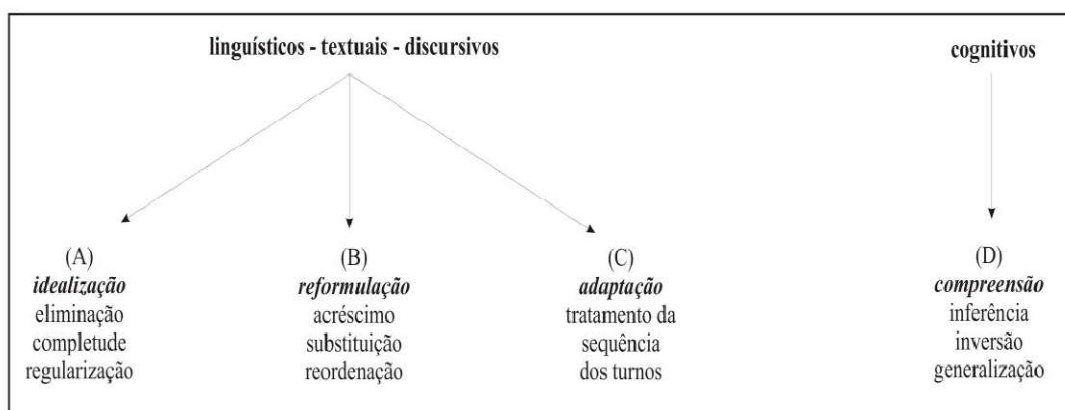 linguísticos - textuais - discursivos
cognitivos
(A)
idealização
eliminação
completude
regularização
(B)
reformulação
acréscimo
substituição
reordenação
(C)
adaptação
tratamento da
sequência
dos turnos
(D)
compreensão
inferência
inversão
generalização